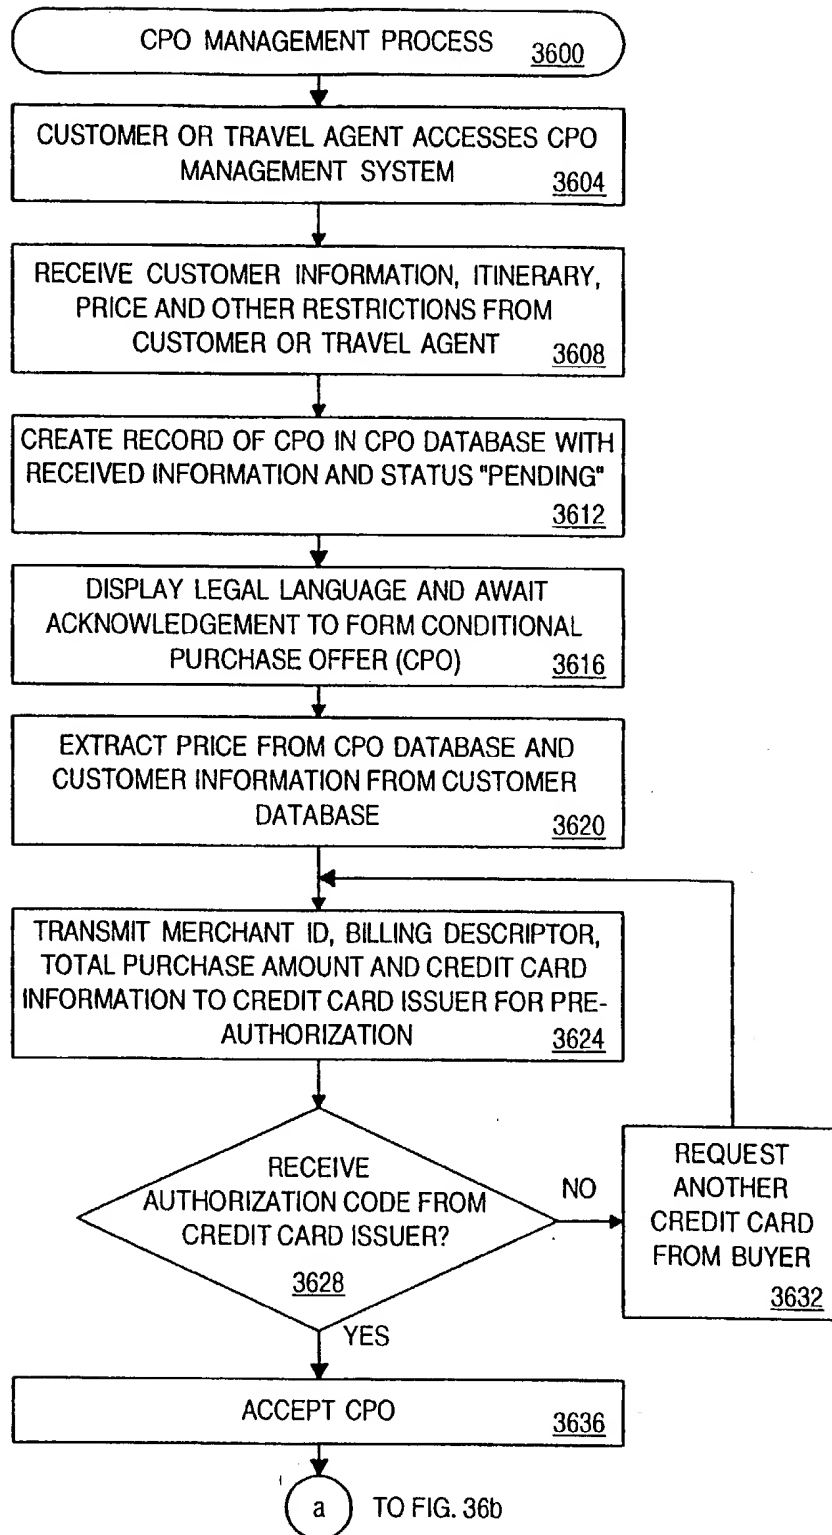 CPO MANAGEMENT PROCESS 3600
CUSTOMER OR TRAVEL AGENT ACCESSES CPO
MANAGEMENT SYSTEM
3604
RECEIVE CUSTOMER INFORMATION, ITINERARY,
PRICE AND OTHER RESTRICTIONS FROM
CUSTOMER OR TRAVEL AGENT
3608
CREATE RECORD OF CPO IN CPO DATABASE WITH
RECEIVED INFORMATION AND STATUS "PENDING"
3612
DISPLAY LEGAL LANGUAGE AND AWAIT
ACKNOWLEDGEMENT TO FORM CONDITIONAL
PURCHASE OFFER (CPO)
3616
EXTRACT PRICE FROM CPO DATABASE AND
CUSTOMER INFORMATION FROM CUSTOMER
DATABASE
3620
TRANSMIT MERCHANT ID, BILLING DESCRIPTOR,
TOTAL PURCHASE AMOUNT AND CREDIT CARD
INFORMATION TO CREDIT CARD ISSUER FOR PRE-
AUTHORIZATION
3624
RECEIVE
AUTHORIZATION CODE FROM
CREDIT CARD ISSUER?
3628
NO
REQUEST
ANOTHER
CREDIT CARD
FROM BUYER
3632
YES
ACCEPT CPO
3636
a TO FIG. 36b